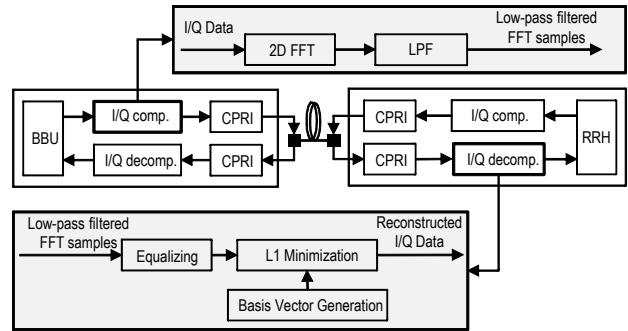 I/Q Data
Low-pass filtered
FFT samples
2D FFT
LPF
BBU
I/Q comp.
CPRI
I/Q decomp.
CPRI
CPRI
I/Q comp.
CPRI
I/Q decomp.
RRH
Low-pass filtered
FFT samples
Equalizing
L1 Minimization
Reconstructed
I/Q Data
Basis Vector Generation